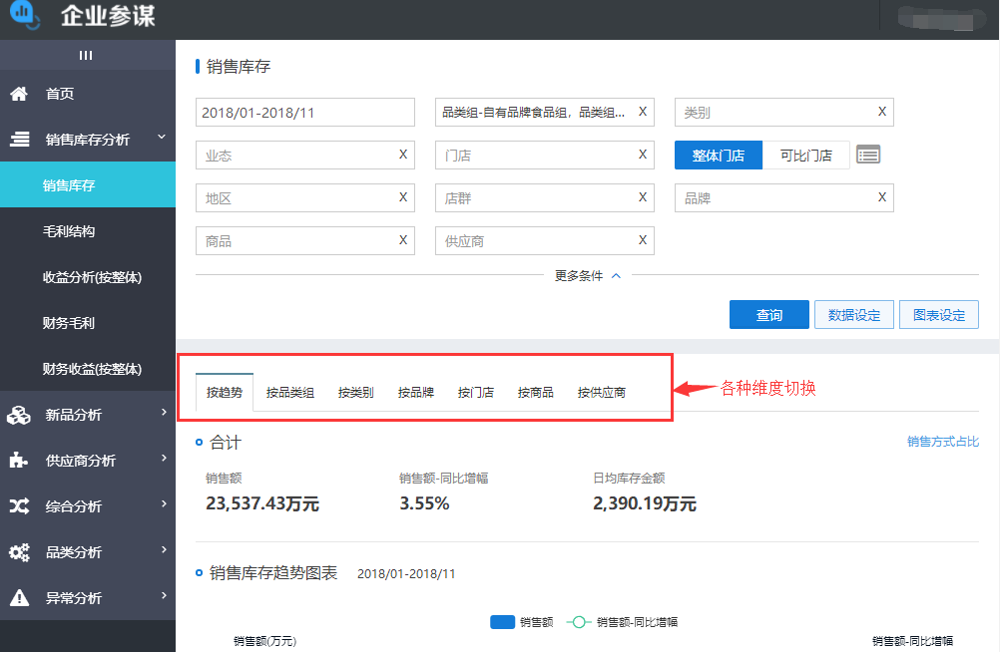 企业参谋
首页
销售库存分析
销售库存
毛利结构
收益分析(按整体)
财务毛利
财务收益(按整体)
新品分析
供应商分析
综合分析
品类分析
异常分析
销售库存
2018/01-2018/11 品类组-自有品牌食品组，品类组... X 类别 X
业态 X 门店 X 整体门店 可比门店
地区 X 店群 X 品牌 X
商品 X 供应商 X
更多条件
查询 数据设定 图表设定
按趋势 按品类组 按类别 按品牌 按门店 按商品 按供应商
各种维度切换
合计 销售方式占比
销售额 销售额-同比增幅 日均库存金额
23,537.43万元 3.55% 2,390.19万元
销售库存趋势图表 2018/01-2018/11
销售额 销售额-同比增幅
销售额(万元) 销售额-同比增幅